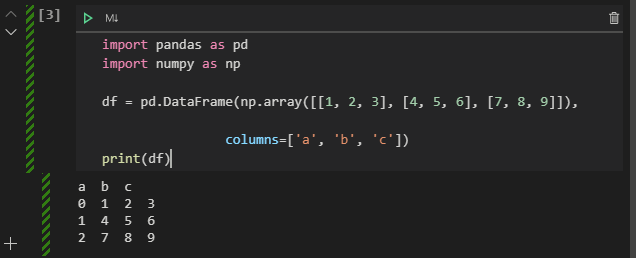 [3]
M↓
import pandas as pd
import numpy as np
df = pd.DataFrame(np.array([[1, 2, 3], [4, 5, 6], [7, 8, 9]]),
columns=['a', 'b', 'c'])
print(df)
a b c
0 1 2 3
1 4 5 6
2 7 8 9